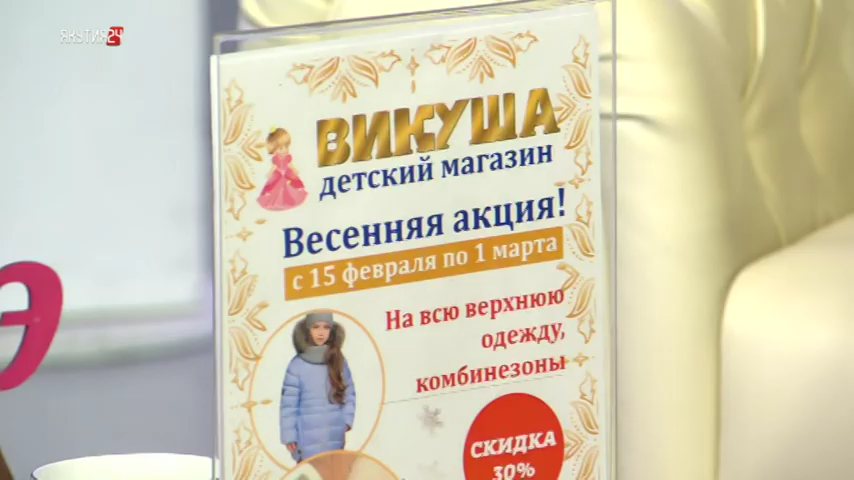 ЯКУТИЯ24
ВИКУША
детский магазин
Весенняя акция!
с 15 февраля по 1 марта
На всю верхнюю
одежду,
комбинезоны
СКИДКА
30%
ә